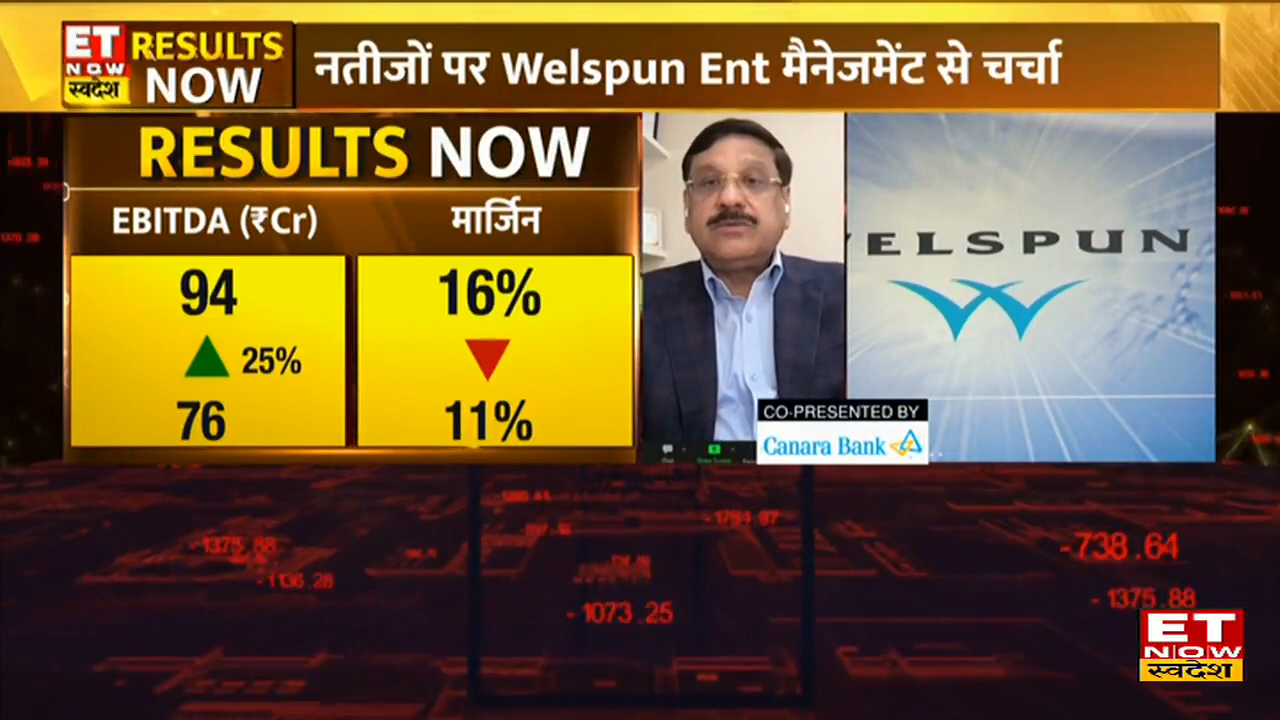 ET
NOW
स्वदेश
RESULTS
NOW
नतीजों पर Welspun Ent मैनेजमेंट से चर्चा
RESULTS NOW
EBITDA (₹Cr)
मार्जिन
94
16%
25%
76
11%
WELSPUN
CO-PRESENTED BY
Canara Bank
-1375.88
-1136.28
-1073.25
-738.64
-1375.88
ET
NOW
स्वदेश